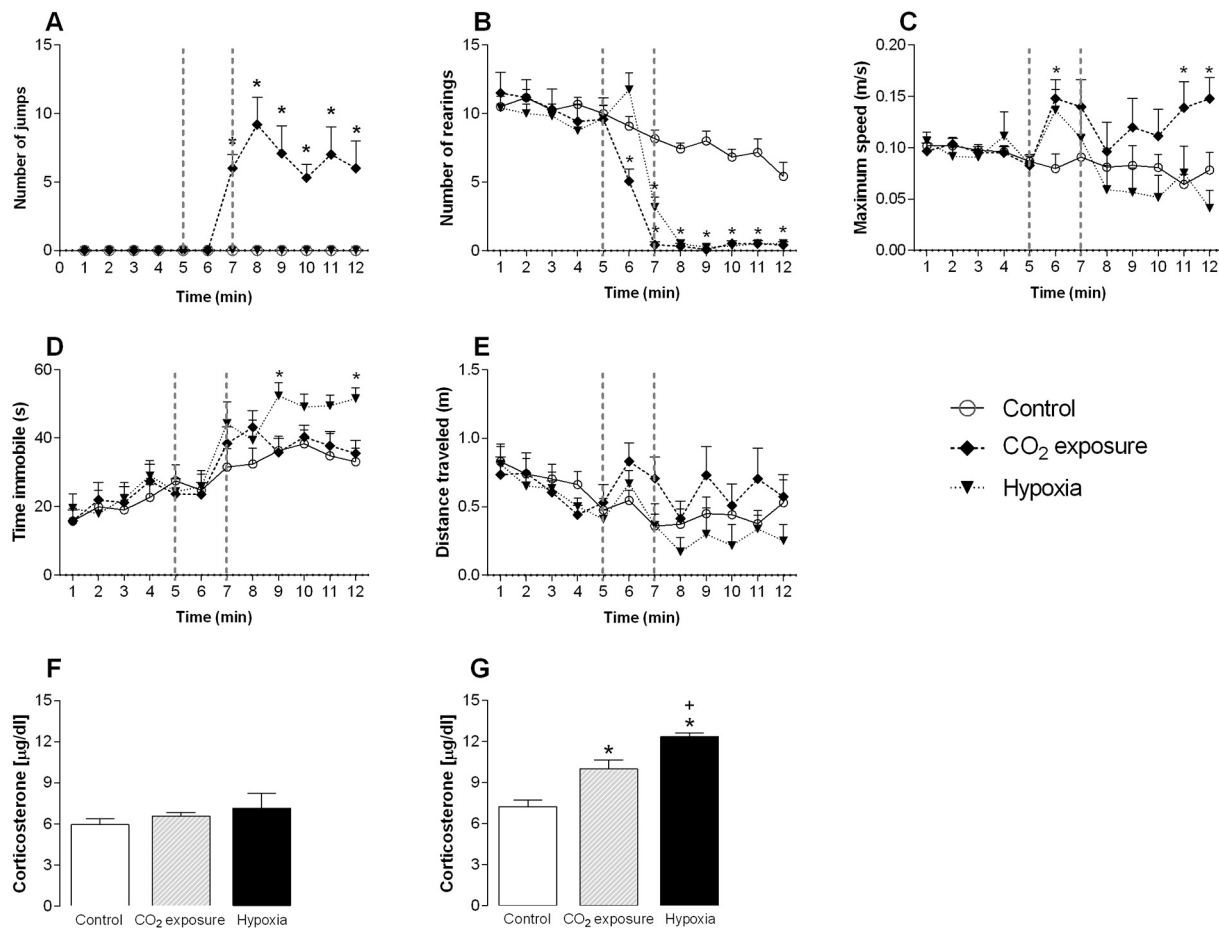 A
Number of jumps
15
10
5
0
*
*
*
*
*
*
0 1 2 3 4 5 6 7 8 9 10 11 12
Time (min)
B
Number of rearings
15
10
5
0
*
*
*
*
*
*
*
*
1 2 3 4 5 6 7 8 9 10 11 12
Time (min)
C
Maximum speed (m/s)
0.20
0.15
0.10
0.05
0.00
*
*
*
1 2 3 4 5 6 7 8 9 10 11 12
Time (min)
D
Time immobile (s)
60
40
20
0
*
*
1 2 3 4 5 6 7 8 9 10 11 12
Time (min)
E
Distance traveled (m)
1.5
1.0
0.5
0.0
1 2 3 4 5 6 7 8 9 10 11 12
Time (min)
Control
CO2 exposure
Hypoxia
F
Corticosterone [µg/dl]
15
12
9
6
3
0
Control CO2 exposure Hypoxia
G
Corticosterone [µg/dl]
15
12
9
6
3
0
*
+
*
Control CO2 exposure Hypoxia